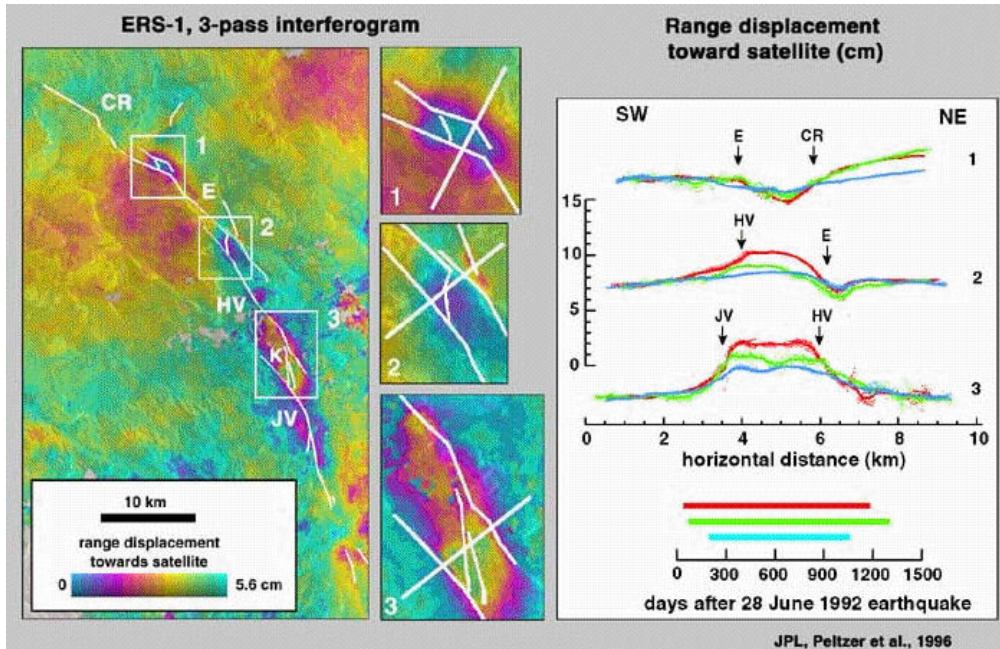 ERS-1, 3-pass interferogram
CR
1
E
2
HV
3
K
JV
10 km
range displacement
towards satellite
0 5.6 cm
1
2
3
Range displacement
toward satellite (cm)
SW NE
E CR
1
15
HV
10 E
2
5
JV HV
0
3
0 2 4 6 8 10
horizontal distance (km)
0 300 600 900 1200 1500
days after 28 June 1992 earthquake
JPL, Peltzer et al., 1996